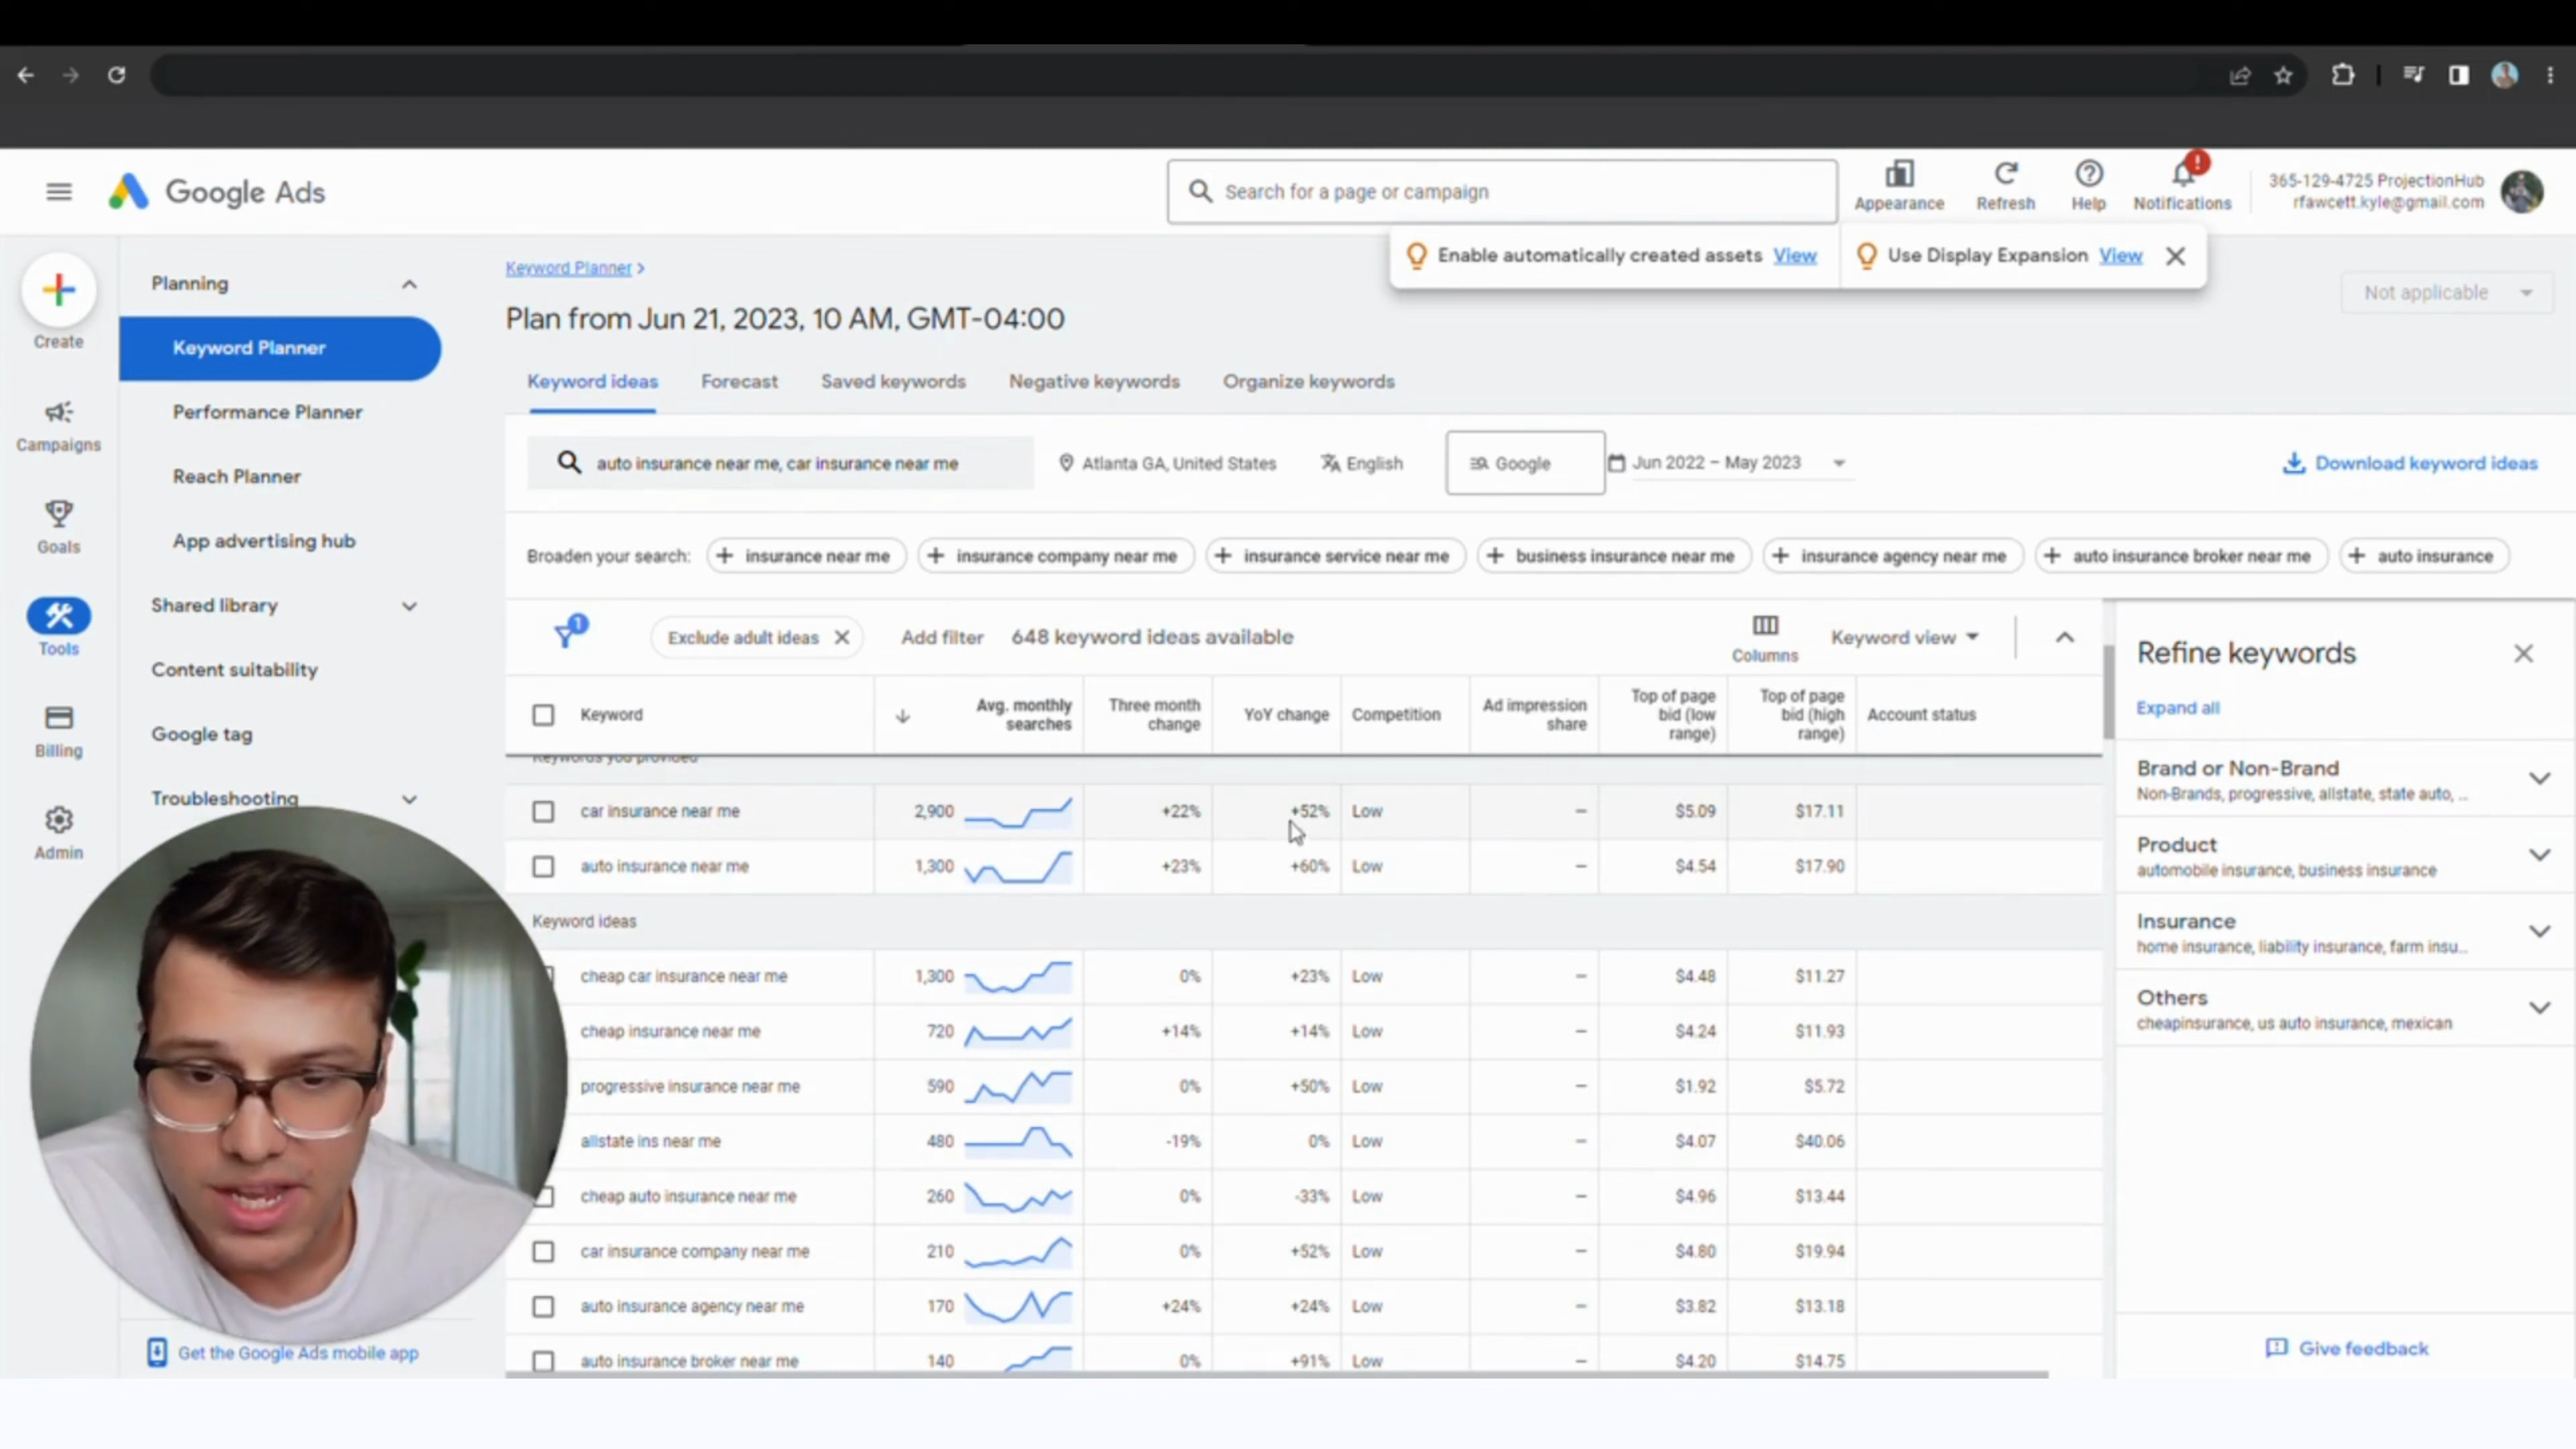 Google Ads
Search for a page or campaign
Appearance
Refresh
Help
Notifications
365-129-4725 ProjectionHub
rfawcett.kyle@gmail.com
Enable automatically created assets View
Use Display Expansion View
Not applicable
Create
Campaigns
Goals
Tools
Billing
Admin
Planning
Keyword Planner
Performance Planner
Reach Planner
App advertising hub
Shared library
Content suitability
Google tag
Troubleshooting
Get the Google Ads mobile app
Keyword Planner
Plan from Jun 21, 2023, 10 AM, GMT-04:00
Keyword ideas Forecast Saved keywords Negative keywords Organize keywords
auto insurance near me, car insurance near me Atlanta GA, United States English Google Jun 2022 – May 2023 Download keyword ideas
Broaden your search: insurance near me insurance company near me insurance service near me business insurance near me insurance agency near me auto insurance broker near me auto insurance
1 Exclude adult ideas Add filter 648 keyword ideas available Columns Keyword view
Keyword Avg. monthly searches Three month change YoY change Competition Ad impression share Top of page bid (low range) Top of page bid (high range) Account status
Keywords you provided
car insurance near me 2,900 +22% +52% Low – $5.09 $17.11
auto insurance near me 1,300 +23% +60% Low – $4.54 $17.90
Keyword ideas
cheap car insurance near me 1,300 0% +23% Low – $4.48 $11.27
cheap insurance near me 720 +14% +14% Low – $4.24 $11.93
progressive insurance near me 590 0% +50% Low – $1.92 $5.72
allstate ins near me 480 -19% 0% Low – $4.07 $40.06
cheap auto insurance near me 260 0% -33% Low – $4.96 $13.44
car insurance company near me 210 0% +52% Low – $4.80 $19.94
auto insurance agency near me 170 +24% +24% Low – $3.82 $13.18
auto insurance broker near me 140 0% +91% Low – $4.20 $14.75
Refine keywords
Expand all
Brand or Non-Brand
Non-Brands, progressive, allstate, state auto, ...
Product
automobile insurance, business insurance
Insurance
home insurance, liability insurance, farm insu...
Others
cheapinsurance, us auto insurance, mexican
Give feedback